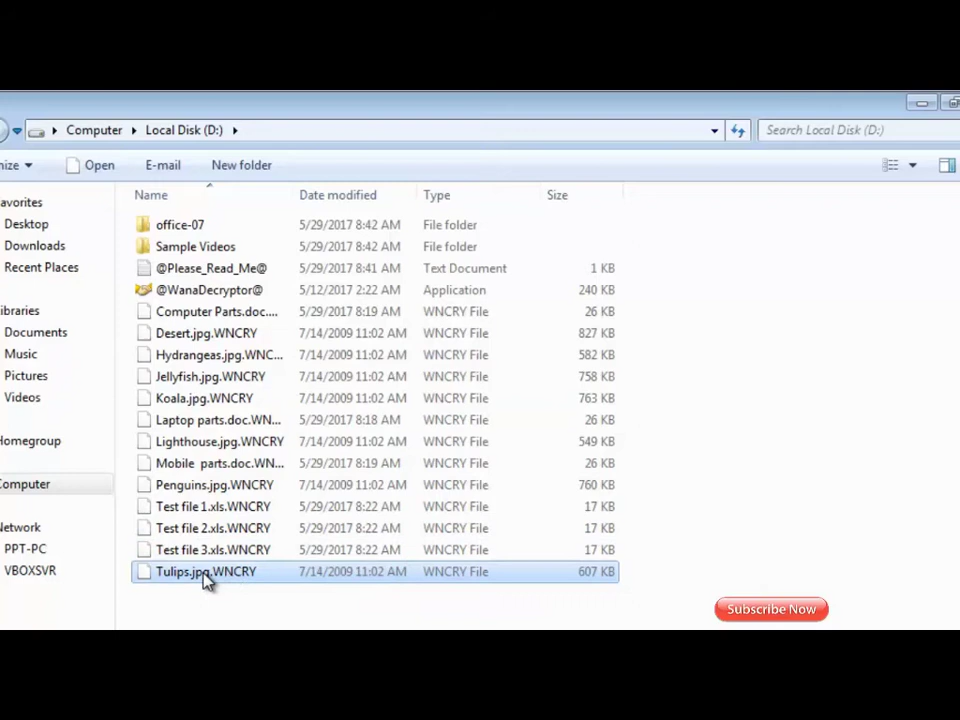 Computer Local Disk (D:) Search Local Disk (D:)
nize Open E-mail New folder
Name Date modified Type Size
avorites
Desktop
Downloads
Recent Places
ibraries
Documents
Music
Pictures
Videos
Homegroup
Computer
Network
PPT-PC
VBOXSVR
office-07 5/29/2017 8:42 AM File folder
Sample Videos 5/29/2017 8:42 AM File folder
@Please_Read_Me@ 5/29/2017 8:41 AM Text Document 1 KB
@WanaDecryptor@ 5/12/2017 2:22 AM Application 240 KB
Computer Parts.doc.... 5/29/2017 8:19 AM WNCRY File 26 KB
Desert.jpg.WNCRY 7/14/2009 11:02 AM WNCRY File 827 KB
Hydrangeas.jpg.WNC... 7/14/2009 11:02 AM WNCRY File 582 KB
Jellyfish.jpg.WNCRY 7/14/2009 11:02 AM WNCRY File 758 KB
Koala.jpg.WNCRY 7/14/2009 11:02 AM WNCRY File 763 KB
Laptop parts.doc.WN... 5/29/2017 8:18 AM WNCRY File 26 KB
Lighthouse.jpg.WNCRY 7/14/2009 11:02 AM WNCRY File 549 KB
Mobile parts.doc.WN... 5/29/2017 8:19 AM WNCRY File 26 KB
Penguins.jpg.WNCRY 7/14/2009 11:02 AM WNCRY File 760 KB
Test file 1.xls.WNCRY 5/29/2017 8:22 AM WNCRY File 17 KB
Test file 2.xls.WNCRY 5/29/2017 8:22 AM WNCRY File 17 KB
Test file 3.xls.WNCRY 5/29/2017 8:22 AM WNCRY File 17 KB
Tulips.jpg.WNCRY 7/14/2009 11:02 AM WNCRY File 607 KB
Subscribe Now